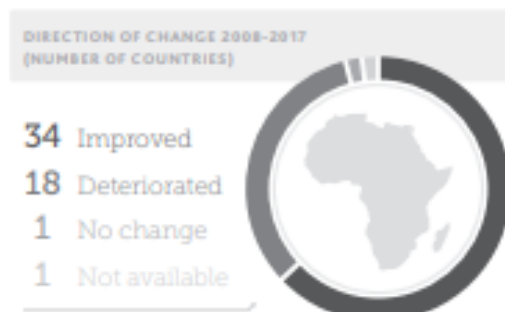 DIRECTION OF CHANGE 2008-2017
(NUMBER OF COUNTRIES)
34 Improved
18 Deteriorated
1 No change
1 Not available